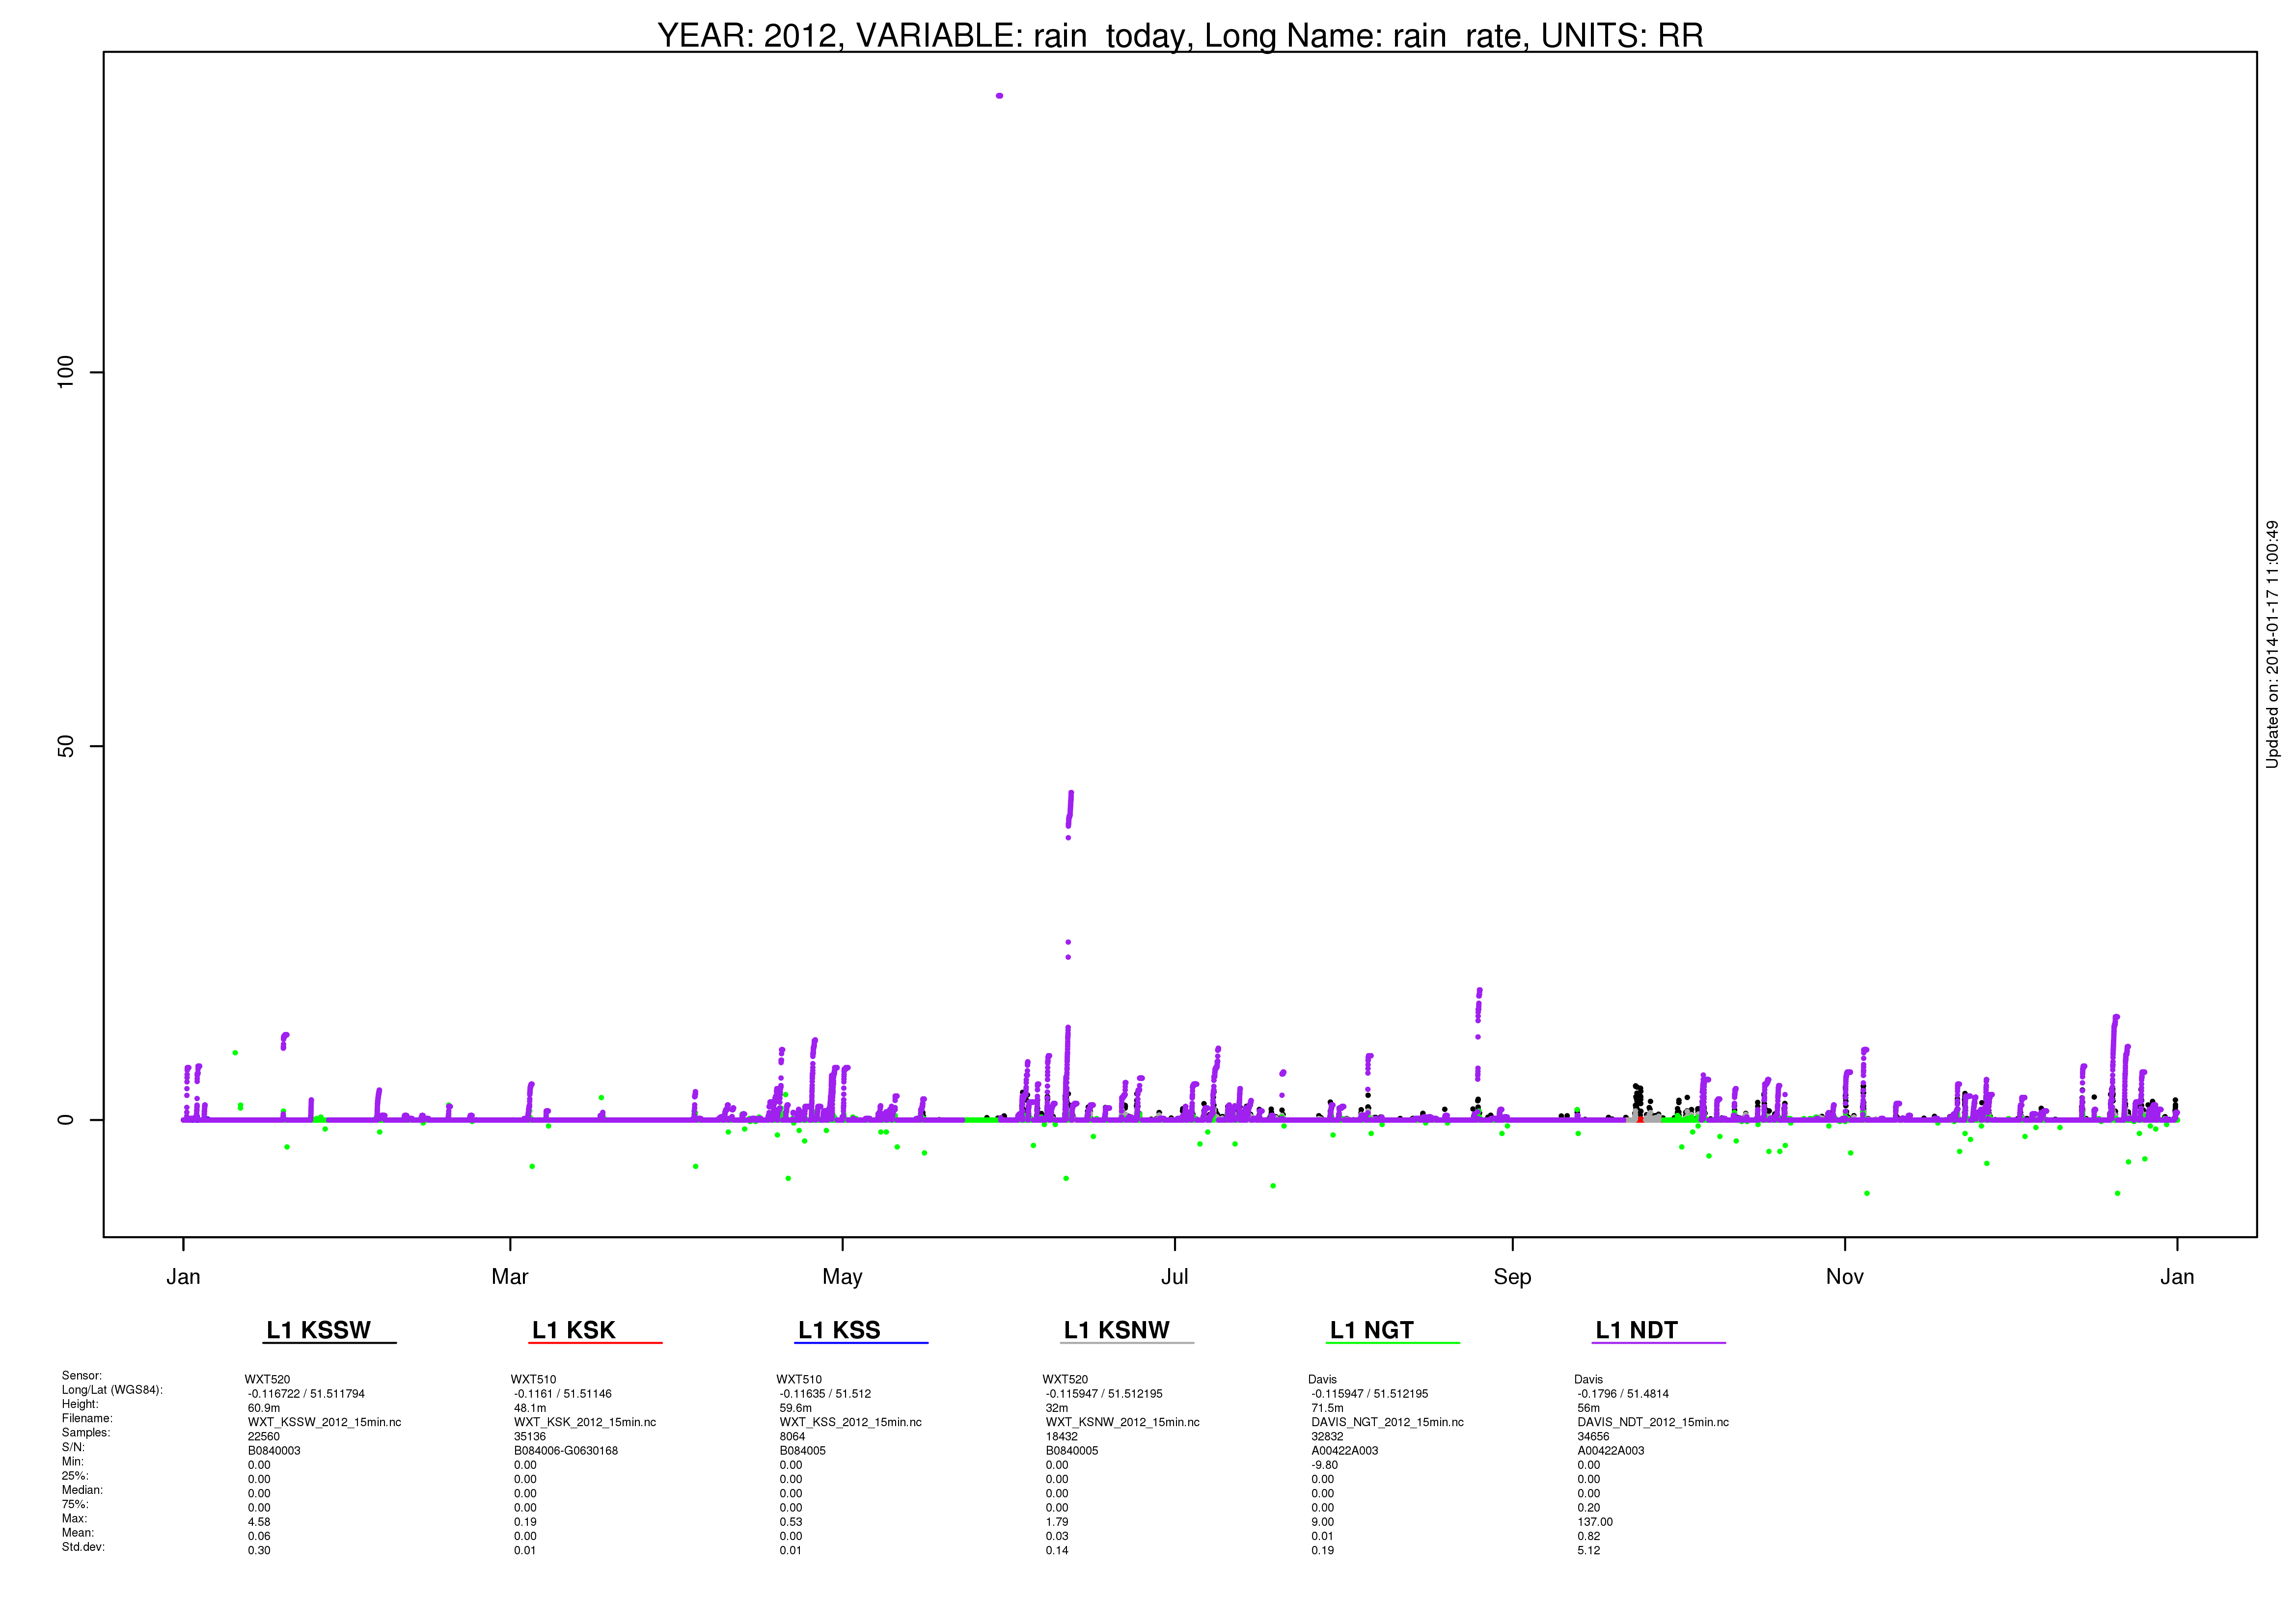 YEAR: 2012, VARIABLE: rain today, Long Name: rain rate, UNITS: RR
100
50
0
Updated on: 2014-01-17 11:00:49
Jan Mar May Jul Sep Nov Jan
L1 KSSW L1 KSK L1 KSS L1 KSNW L1 NGT L1 NDT
Sensor: WXT520 WXT510 WXT510 WXT520 Davis Davis
Long/Lat (WGS84): -0.116722 / 51.511794 -0.1161 / 51.51146 -0.11635 / 51.512 -0.115947 / 51.512195 -0.115947 / 51.512195 -0.1796 / 51.4814
Height: 60.9m 48.1m 59.6m 32m 71.5m 56m
Filename: WXT_KSSW_2012_15min.nc WXT_KSK_2012_15min.nc WXT_KSS_2012_15min.nc WXT_KSNW_2012_15min.nc DAVIS_NGT_2012_15min.nc DAVIS_NDT_2012_15min.nc
Samples: 22560 35136 8064 18432 32832 34656
S/N: B0840003 B084006-G0630168 B084005 B0840005 A00422A003 A00422A003
Min: 0.00 0.00 0.00 0.00 -9.80 0.00
25%: 0.00 0.00 0.00 0.00 0.00 0.00
Median: 0.00 0.00 0.00 0.00 0.00 0.00
75%: 0.00 0.00 0.00 0.00 0.00 0.20
Max: 4.58 0.19 0.53 1.79 9.00 137.00
Mean: 0.06 0.00 0.00 0.03 0.01 0.82
Std.dev: 0.30 0.01 0.01 0.14 0.19 5.12